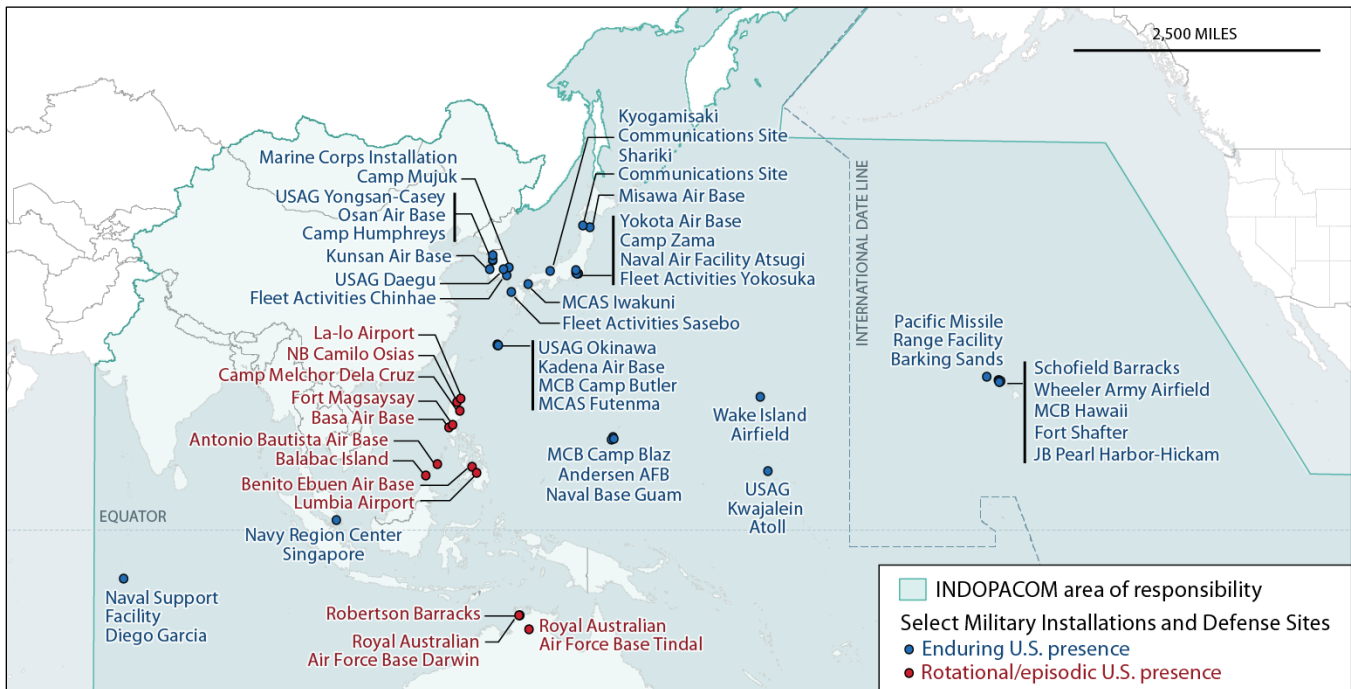 2,500 MILES
Kyogamisaki
Communications Site
Shariki
Communications Site
Misawa Air Base
Marine Corps Installation
Camp Mujuk
USAG Yongsan-Casey
Osan Air Base
Camp Humphreys
Kunsan Air Base
USAG Daegu
Fleet Activities Chinhae
Yokota Air Base
Camp Zama
Naval Air Facility Atsugi
Fleet Activities Yokosuka
MCAS Iwakuni
Fleet Activities Sasebo
INTERNATIONAL DATE LINE
La-lo Airport
NB Camilo Osias
Camp Melchor Dela Cruz
Fort Magsaysay
Basa Air Base
Antonio Bautista Air Base
Balabac Island
Benito Ebuen Air Base
Lumbia Airport
USAG Okinawa
Kadena Air Base
MCB Camp Butler
MCAS Futenma
MCB Camp Blaz
Andersen AFB
Naval Base Guam
Wake Island
Airfield
USAG
Kwajalein
Atoll
Pacific Missile
Range Facility
Barking Sands
Schofield Barracks
Wheeler Army Airfield
MCB Hawaii
Fort Shafter
JB Pearl Harbor-Hickam
EQUATOR
Navy Region Center
Singapore
Naval Support
Facility
Diego Garcia
Robertson Barracks
Royal Australian
Air Force Base Darwin
Royal Australian
Air Force Base Tindal
INDOPACOM area of responsibility
Select Military Installations and Defense Sites
Enduring U.S. presence
Rotational/episodic U.S. presence